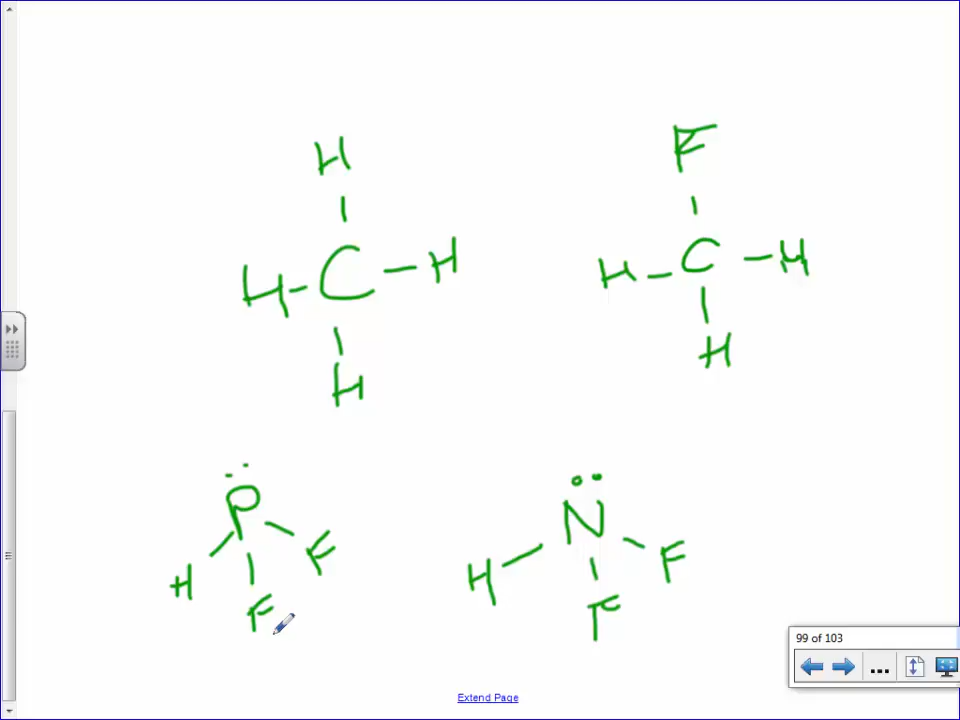 H
H-C-H
H
F
H-C-H
H
P
H F
F
N
H F
F
99 of 103
...
Extend Page